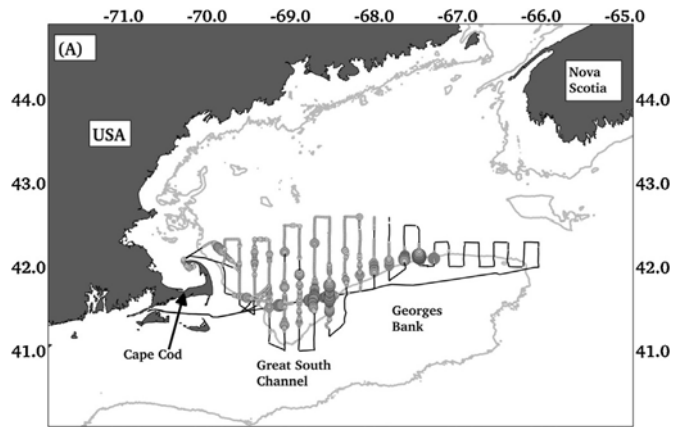 -71.0 -70.0 -69.0 -68.0 -67.0 -66.0 -65.0
(A)
Nova
Scotia
44.0 44.0
USA
43.0 43.0
42.0 42.0
Georges
Bank
41.0 41.0
Cape Cod
Great South
Channel